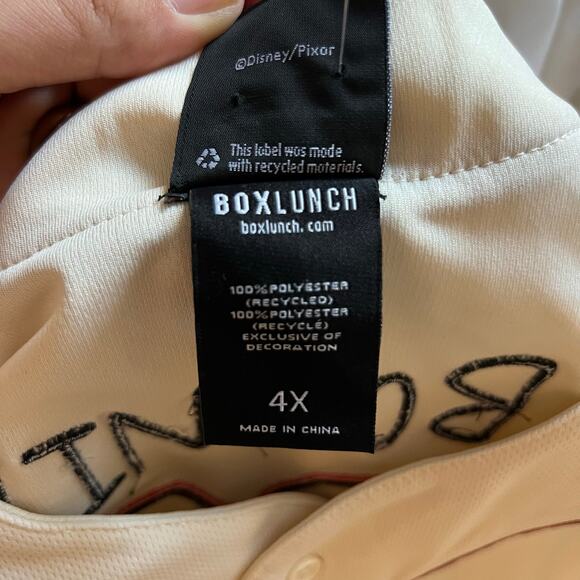 ©Disney/Pixar
This label was made
with recycled materials.
BOXLUNCH
boxlunch.com
100%POLYESTER
(RECYCLED)
100%POLYESTER
(RECYCLÉ)
EXCLUSIVE OF
DECORATION
4X
MADE IN CHINA